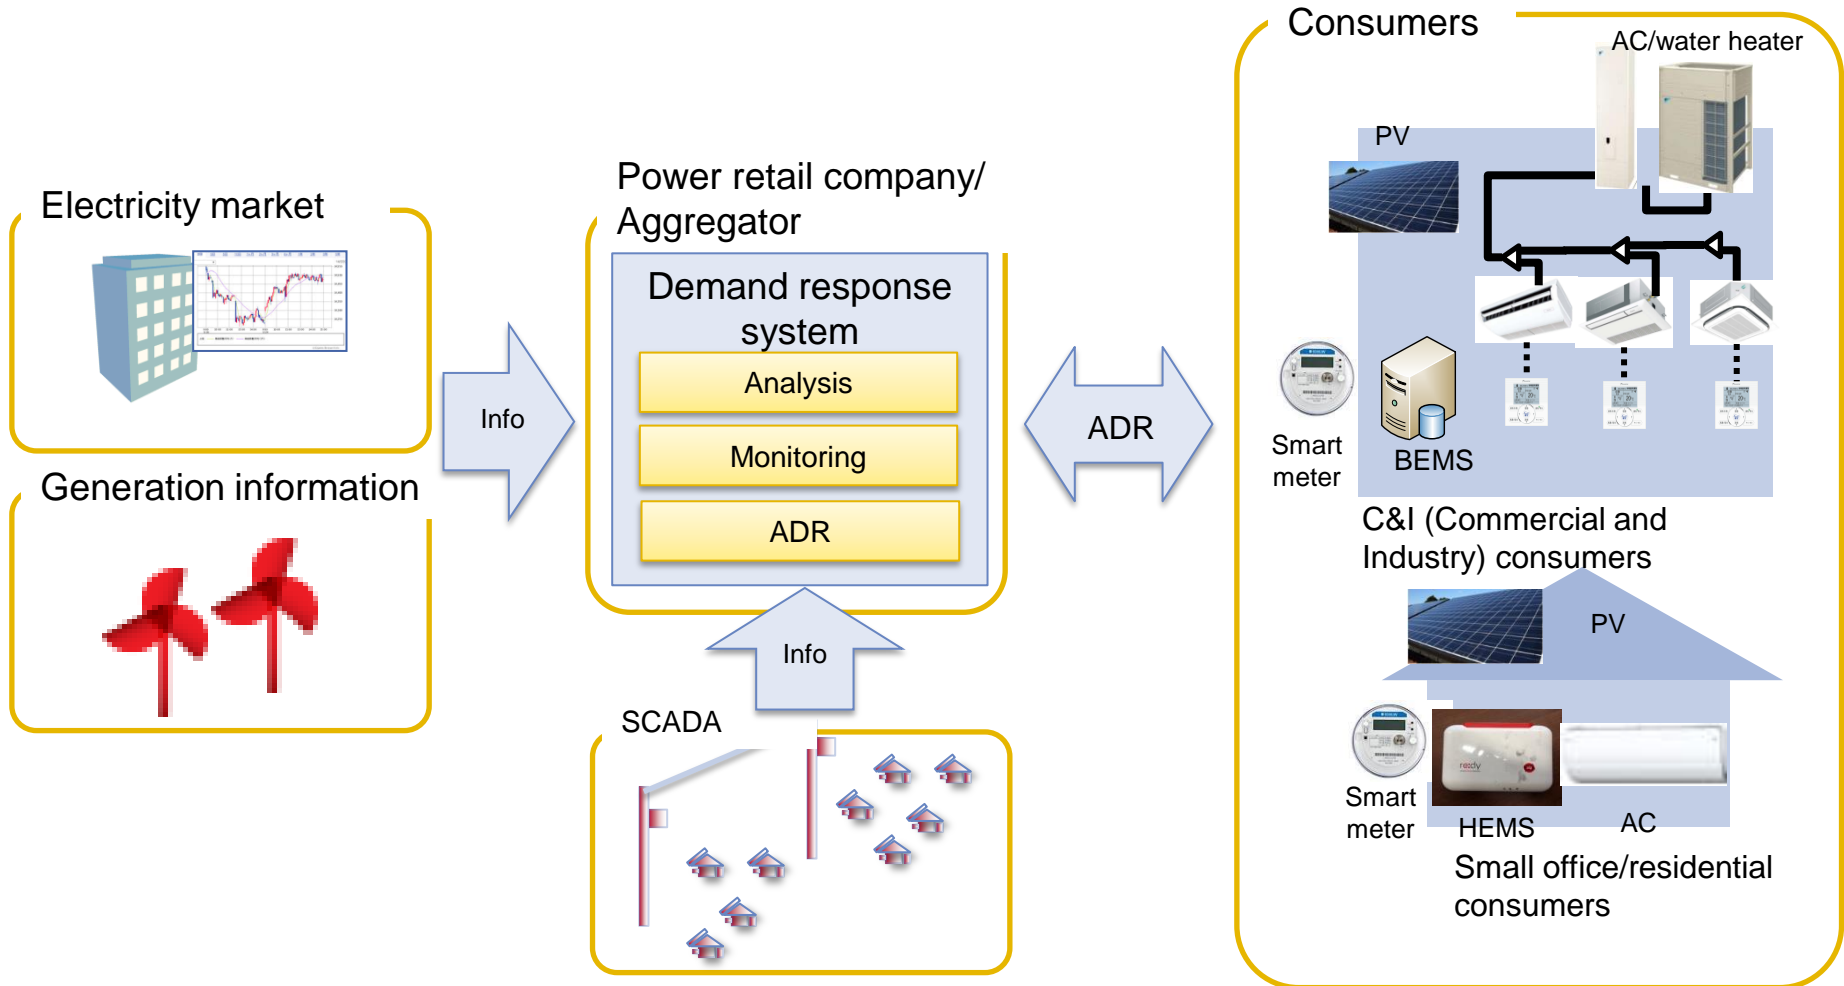 Electricity market
Info
Generation information
Power retail company/
Aggregator
Demand response
system
Analysis
Monitoring
ADR
Info
SCADA
ADR
Consumers
AC/water heater
PV
Smart
meter
BEMS
C&I (Commercial and
Industry) consumers
PV
Smart
meter
HEMS
AC
Small office/residential
consumers